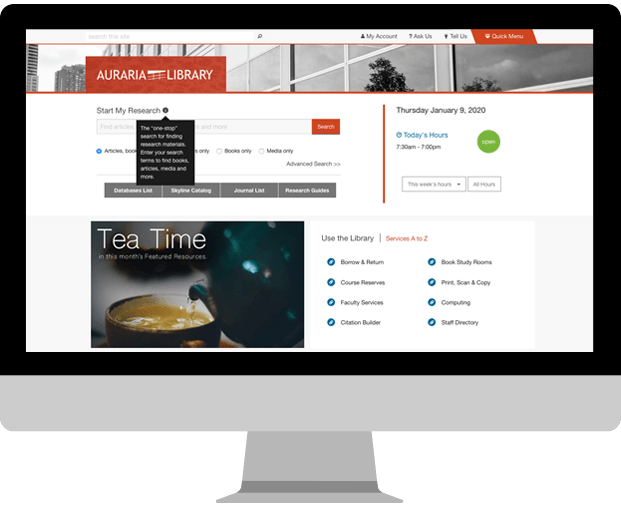 search this site
My Account
? Ask Us
Tell Us
Quick Menu
AURARIA LIBRARY
Start My Research
Thursday January 9, 2020
Find articles, and more
Search
The "one-stop"
search for finding
research materials.
Enter your search
terms to find books,
articles, media and
more.
Today's Hours
7:30am - 7:00pm
open
Articles, book s only
Books only
Media only
Advanced Search >>
This week's hours
All Hours
Databases List
Skyline Catalog
Journal List
Research Guides
Tea Time
in this month's Featured Resources.
Use the Library
Services A to Z
Borrow & Return
Book Study Rooms
Course Reserves
Print, Scan & Copy
Faculty Services
Computing
Citation Builder
Staff Directory